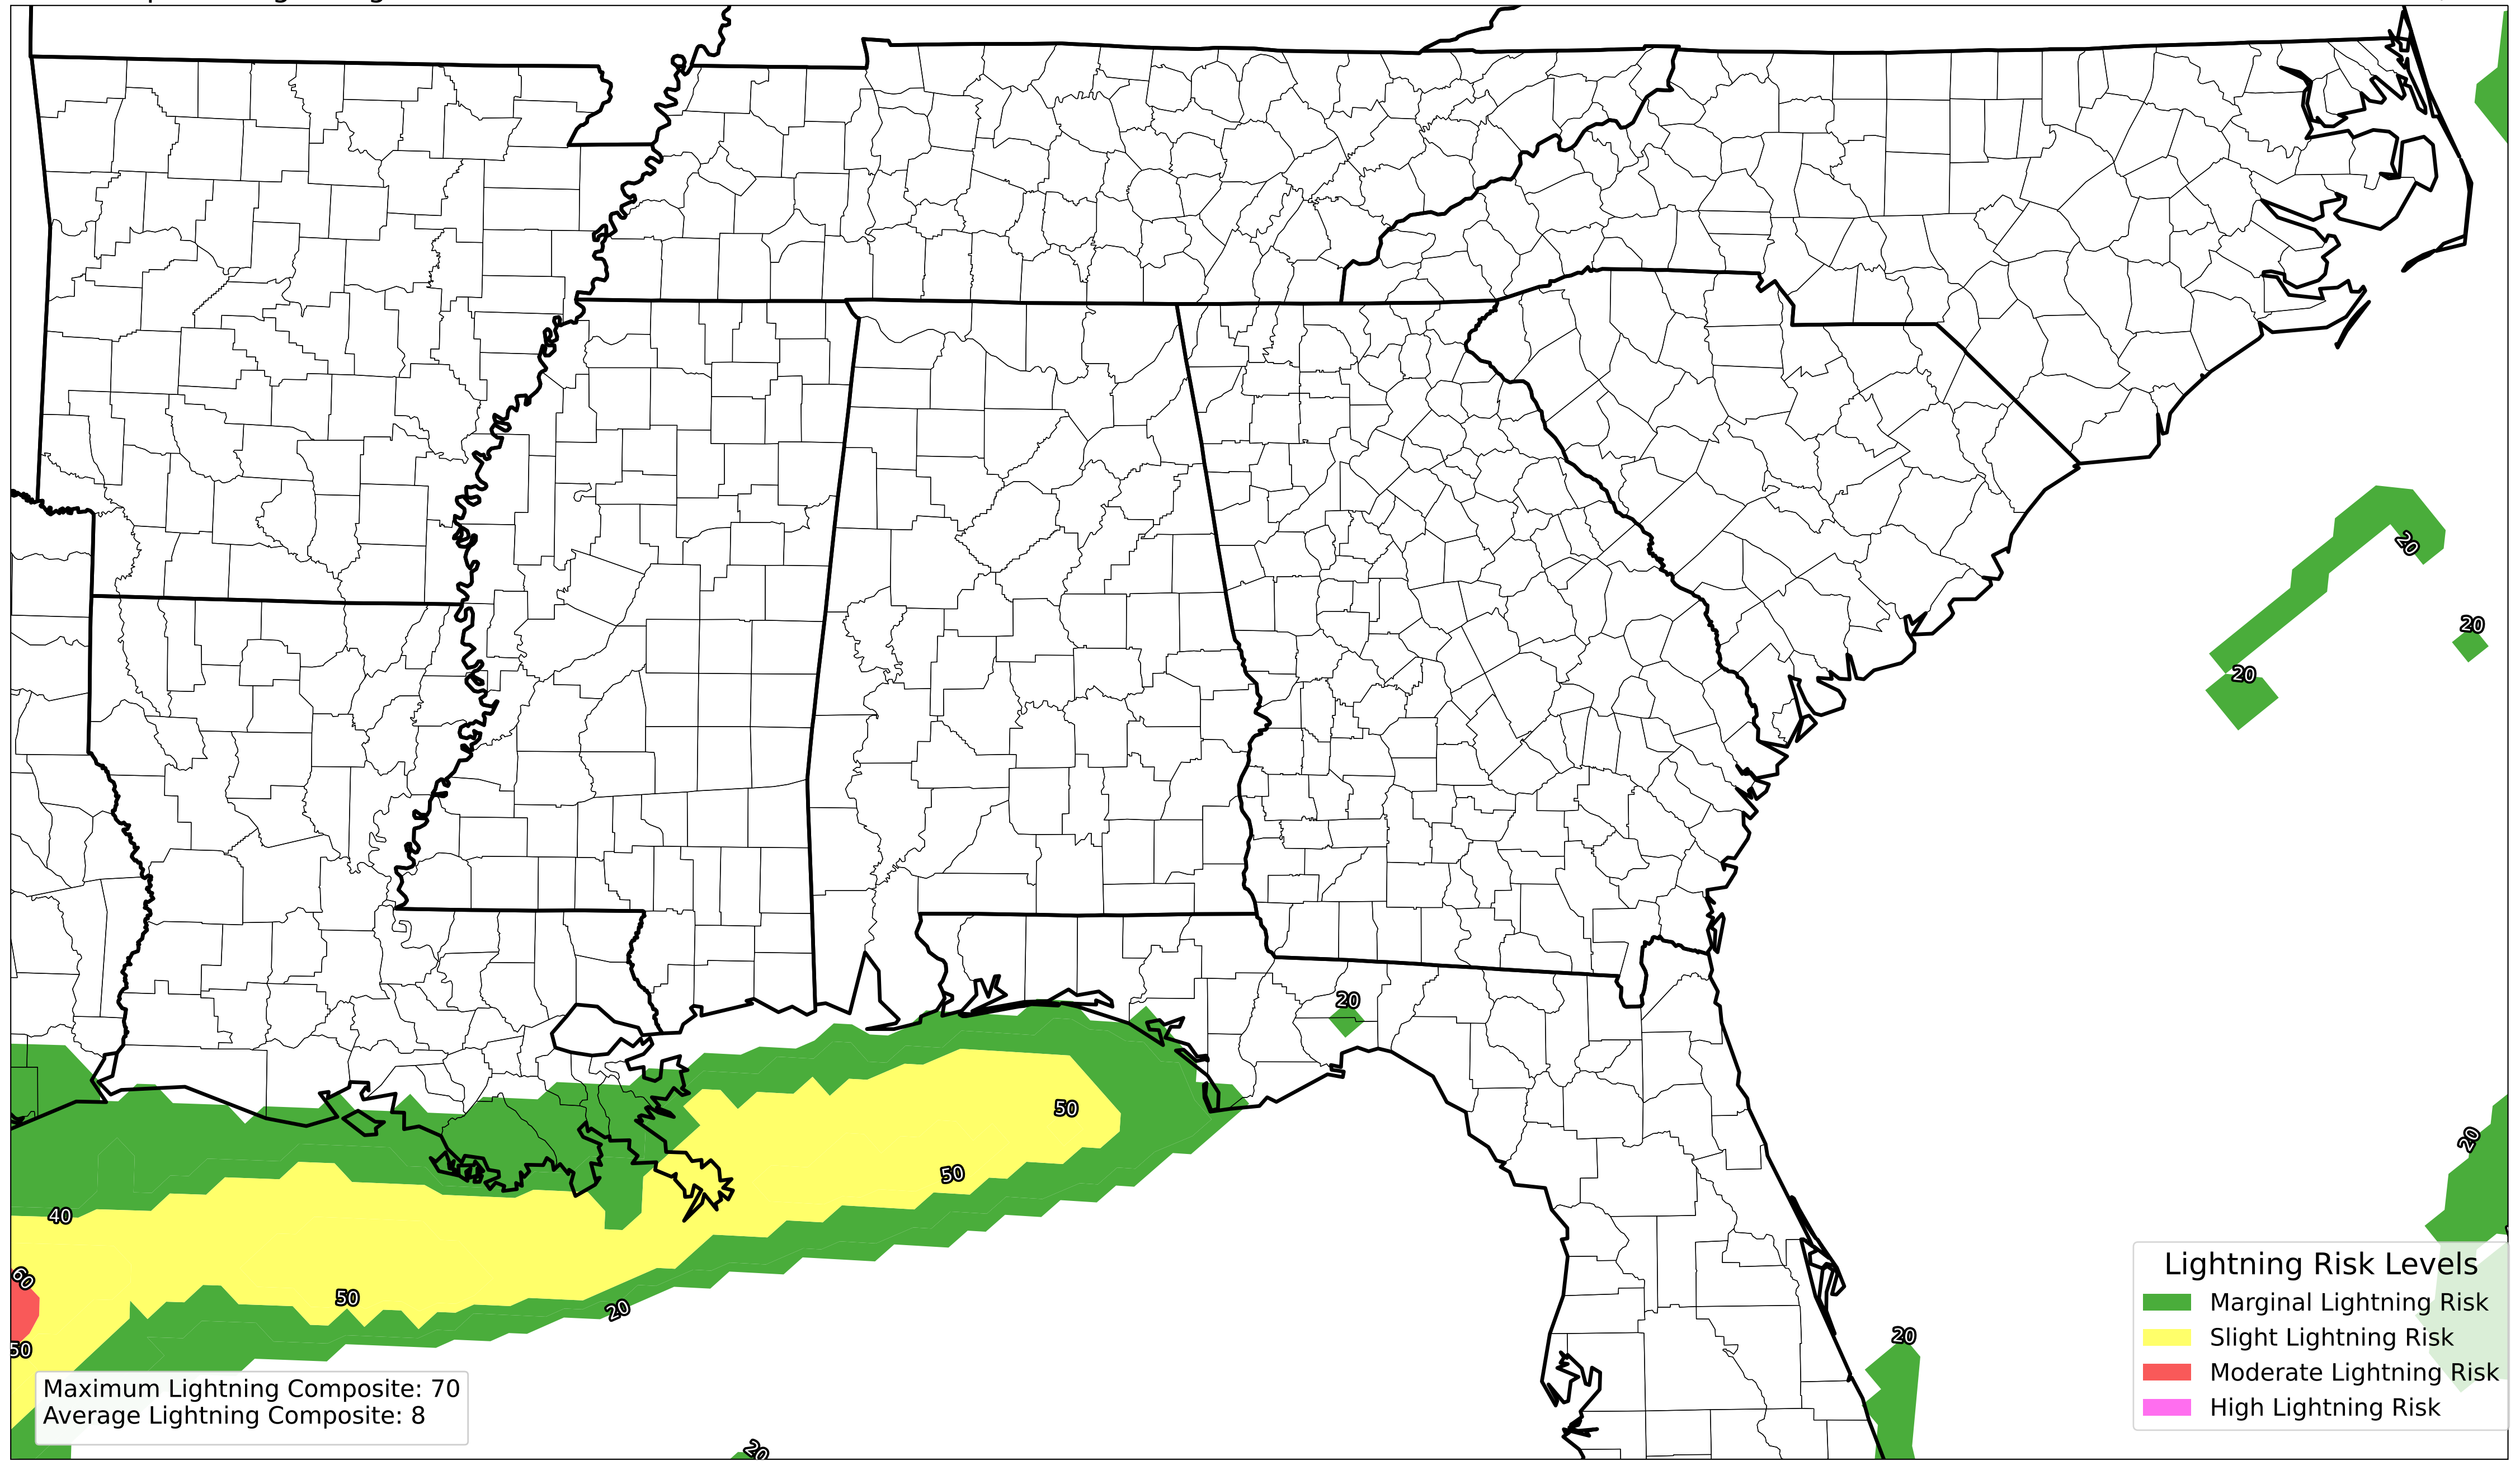 20
20
20
20
20
50
50
40
60
50
20
50
20
20
Lightning Risk Levels
Marginal Lightning Risk
Slight Lightning Risk
Moderate Lightning Risk
High Lightning Risk
Maximum Lightning Composite: 70
Average Lightning Composite: 8